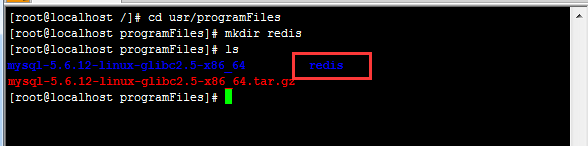 [root@localhost /]# cd usr/programFiles
[root@localhost programFiles]# mkdir redis
[root@localhost programFiles]# ls
mysql-5.6.12-linux-glibc2.5-x86_64 redis
mysql-5.6.12-linux-glibc2.5-x86_64.tar.gz
[root@localhost programFiles]#